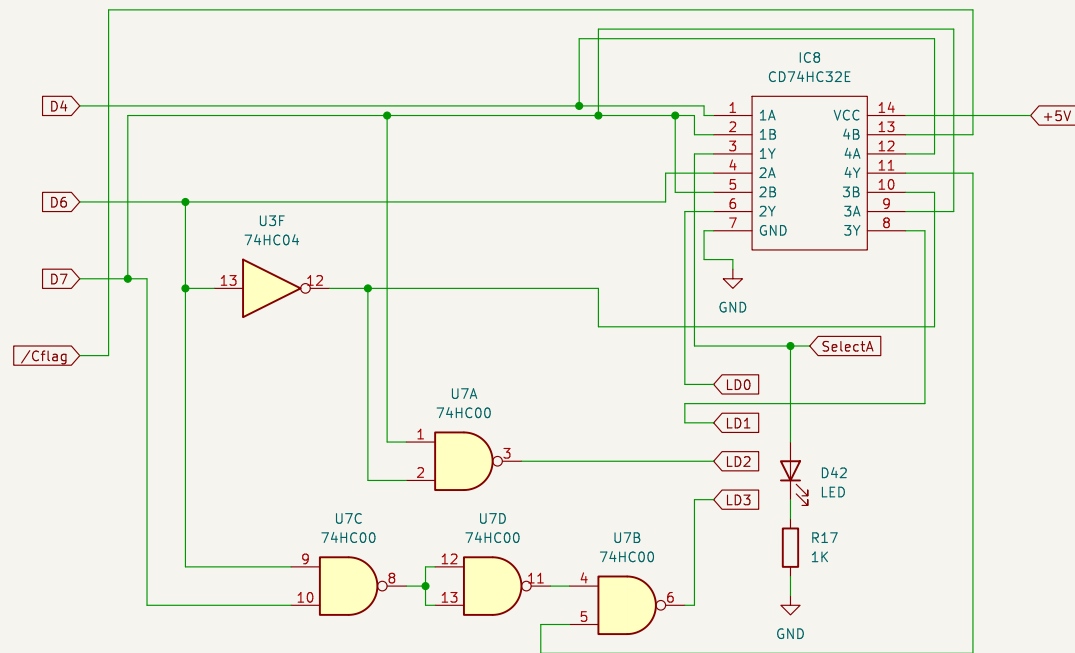 IC8
CD74HC32E
D4
1 1A VCC 14
+5V
2 1B 4B 13
3 1Y 4A 12
4 2A 4Y 11
5 2B 3B 10
D6
6 2Y 3A 9
7 GND 3Y 8
U3F
74HC04
D7
13 12
GND
/Cflag
SelectA
LD0
U7A
74HC00
LD1
1
3
LD2
2
D42
LED
LD3
U7C
74HC00
U7D
74HC00
U7B
74HC00
R17
1K
9
8
10
12
11
13
4
6
5
GND